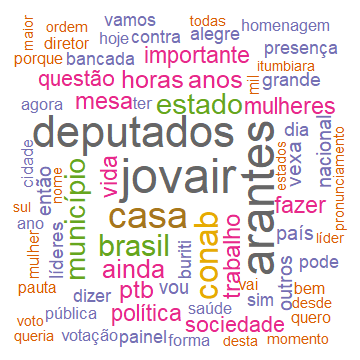 maior
ordem
vamos
todas
homenagem
diretor
hoje
contra
alegre
presença
porque
bancada
importante
itumbiara
questão
horas
anos
mil
grande
agora
mesa
ter
estado
mulheres
deputados
dia
cidade
então
vida
jovair
arantes
estados
vexa
nacional
pronunciamento
nome
município
casa
conab
trabalho
fazer
sul
ano
líderes
brasil
país
líder
mulher
ainda
buriti
outros
pode
pauta
ptb
vou
vai
sim
bem
dizer
saúde
desde
voto
pública
política
sociedade
quero
queria
votação
painel
forma
desta
momento